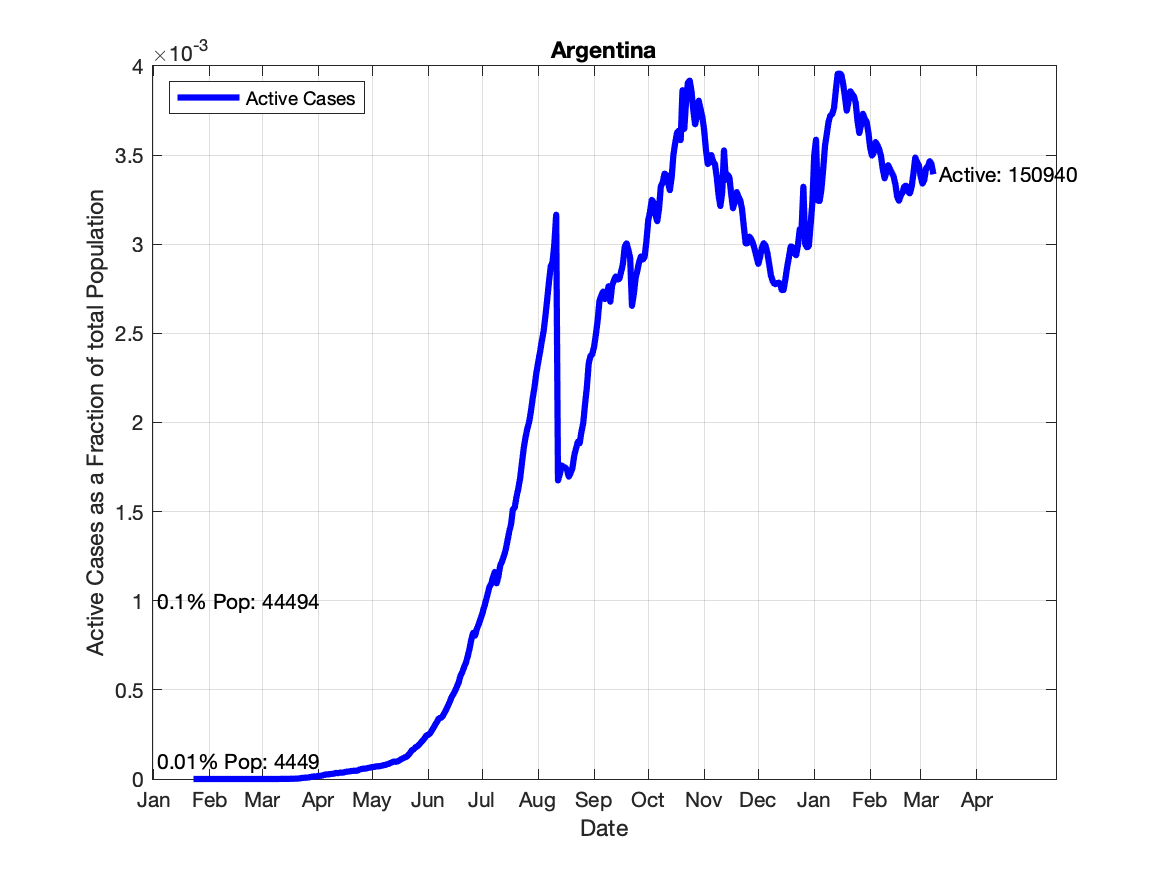 Argentina
×10-3
Active Cases
4
3.5
3
2.5
2
1.5
1
0.5
0
Active Cases as a Fraction of total Population
Active: 150940
0.1% Pop: 44494
0.01% Pop: 4449
Jan Feb Mar Apr May Jun Jul Aug Sep Oct Nov Dec Jan Feb Mar Apr
Date